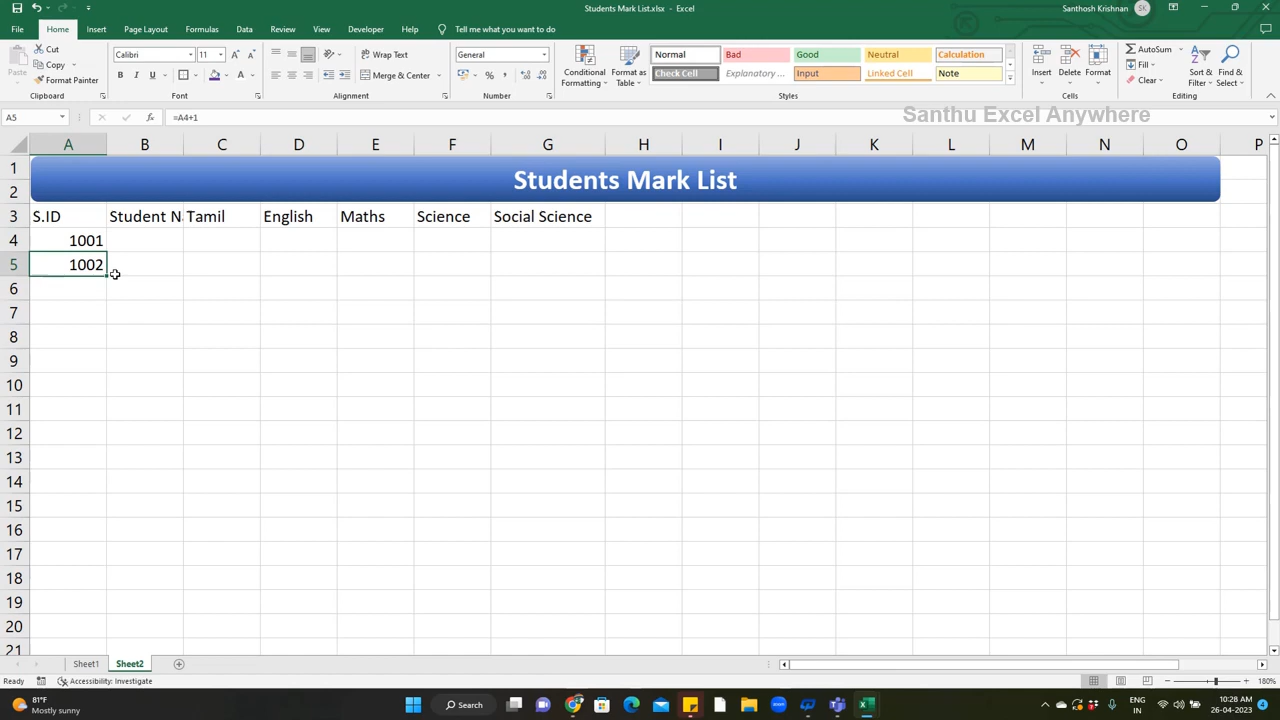 Students Mark List.xlsx - Excel
Santhosh Krishnan SK
File Home Insert Page Layout Formulas Data Review View Developer Help Tell me what you want to do
Paste Cut Copy Format Painter Clipboard
Calibri 11 B I U A Font
Wrap Text Merge & Center Alignment
General % Number
Conditional Formatting Format as Table
Normal Bad Good Neutral Calculation
Check Cell Explanatory ... Input Linked Cell Note
Styles
Insert Delete Format Cells
AutoSum Fill Clear Sort & Filter Find & Select Editing
A5 fx =A4+1
Santhu Excel Anywhere
A B C D E F G H I J K L M N O P
1 Students Mark List
2
3 S.ID Student N Tamil English Maths Science Social Science
4 1001
5 1002
6
7
8
9
10
11
12
13
14
15
16
17
18
19
20
21
Sheet1 Sheet2
Ready Accessibility: Investigate 180%
81°F
Mostly sunny
Search
ENG
IN
10:28 AM
26-04-2023